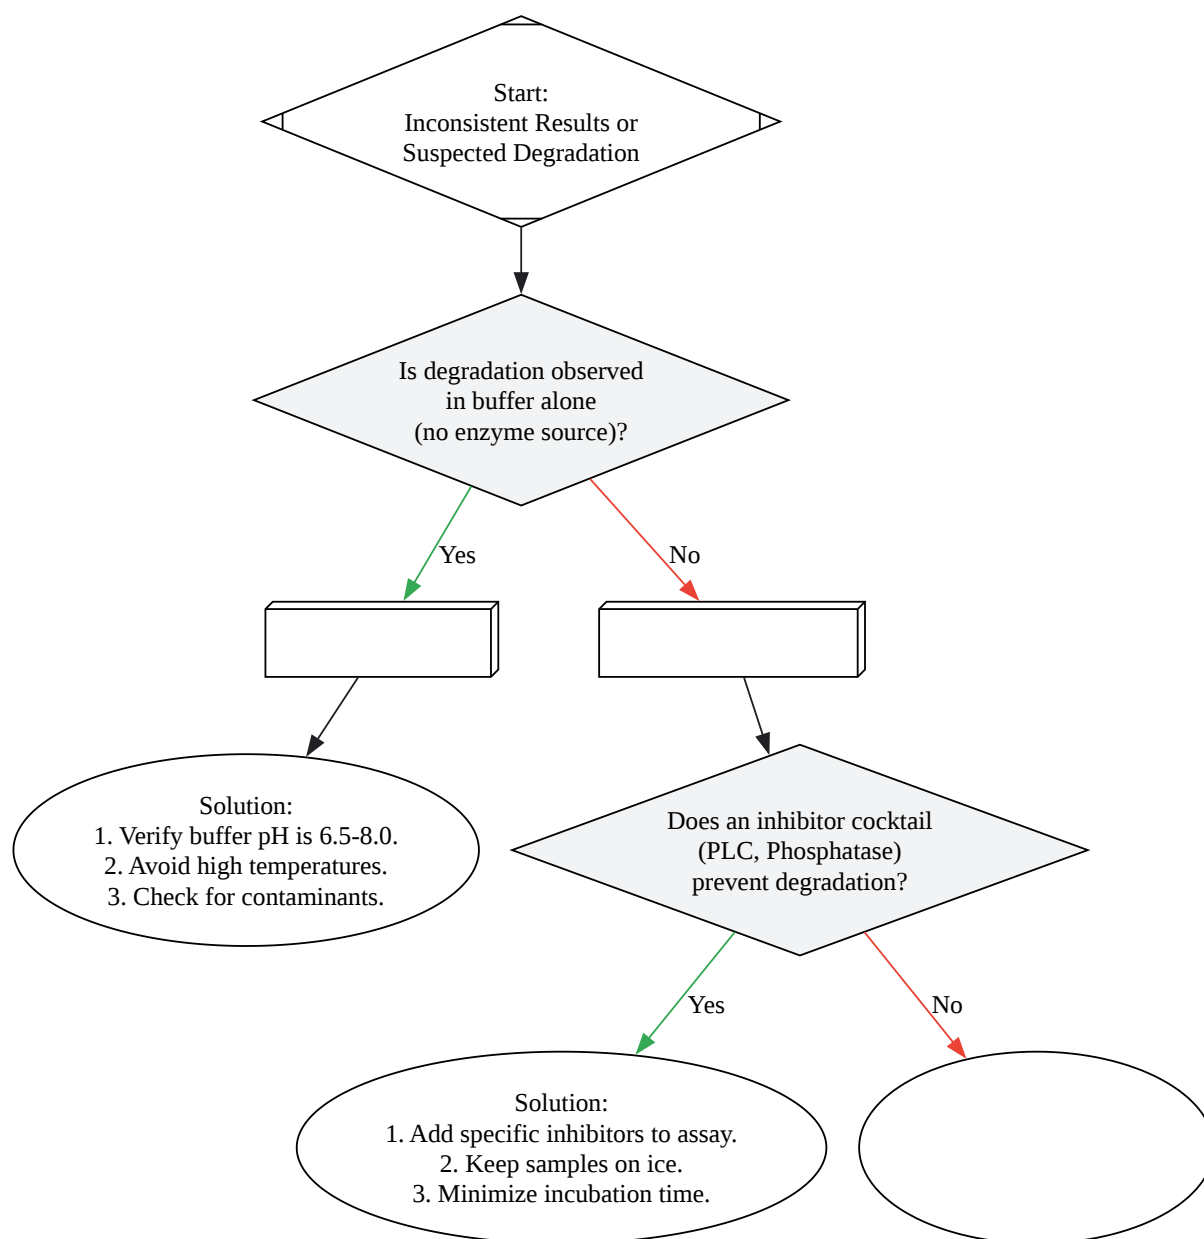 Start:
Inconsistent Results or
Suspected Degradation
Is degradation observed
in buffer alone
(no enzyme source)?
Yes
No
Solution:
1. Verify buffer pH is 6.5-8.0.
2. Avoid high temperatures.
3. Check for contaminants.
Does an inhibitor cocktail
(PLC, Phosphatase)
prevent degradation?
Yes
No
Solution:
1. Add specific inhibitors to assay.
2. Keep samples on ice.
3. Minimize incubation time.